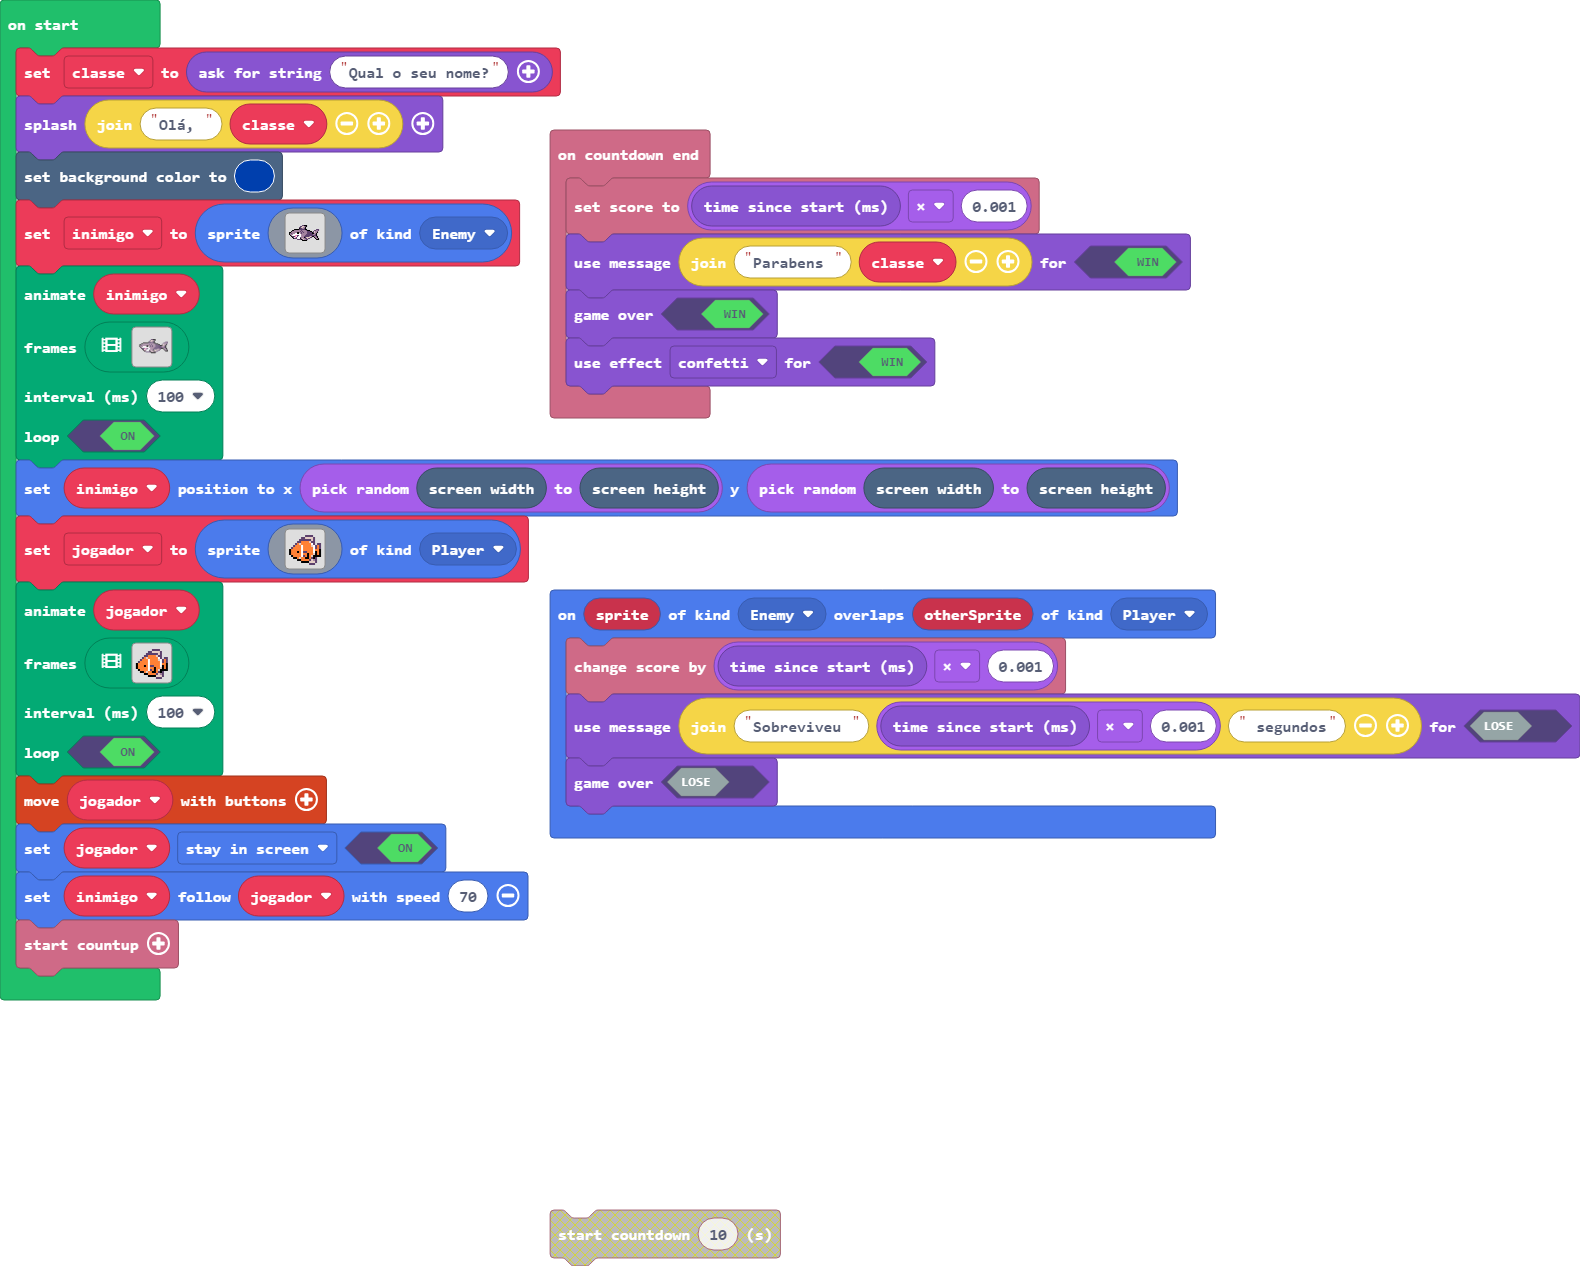 on start
set classe to ask for string "Qual o seu nome?"
splash join "Olá, " classe
set background color to
set inimigo to sprite of kind Enemy
animate inimigo
frames
interval (ms) 100
loop ON
set inimigo position to x pick random screen width to screen height y pick random screen width to screen height
set jogador to sprite of kind Player
animate jogador
frames
interval (ms) 100
loop ON
move jogador with buttons
set jogador stay in screen ON
set inimigo follow jogador with speed 70
start countup
on countdown end
set score to time since start (ms) × 0.001
use message join "Parabens " classe for WIN
game over WIN
use effect confetti for WIN
on sprite of kind Enemy overlaps otherSprite of kind Player
change score by time since start (ms) × 0.001
use message join "Sobreviveu " time since start (ms) × 0.001 " segundos" for LOSE
game over LOSE
start countdown 10 (s)